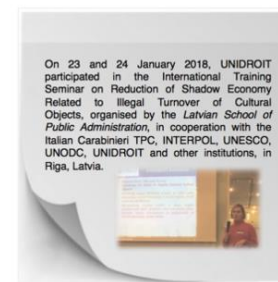 On 23 and 24 January 2018, UNIDROIT
participated in the International Training
Seminar on Reduction of Shadow Economy
Related to Illegal Turnover of Cultural
Objects, organised by the Latvian School of
Public Administration, in cooperation with the
Italian Carabinieri TPC, INTERPOL, UNESCO,
UNODC, UNIDROIT and other institutions, in
Riga, Latvia.